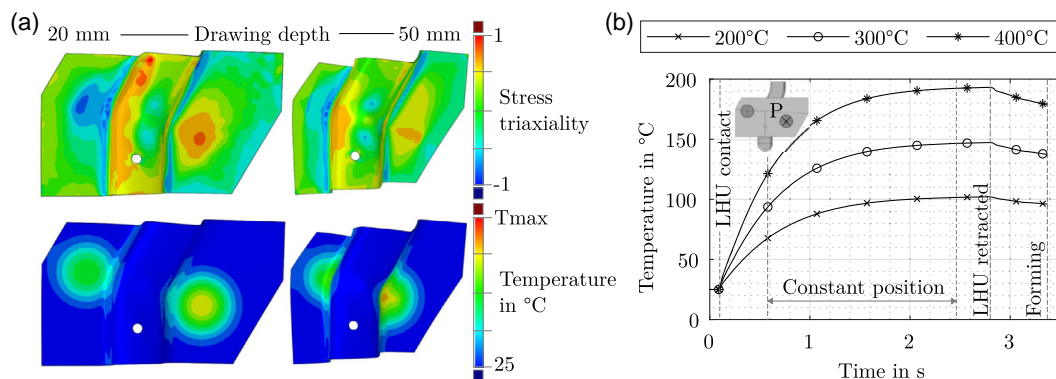 (a)
20 mm
Drawing depth
50 mm
1
Stress
triaxiality
-1
Tmax
Temperature
in °C
25
(b)
200°C
300°C
400°C
Temperature in °C
200
150
100
50
0
P
LHU contact
Constant position
LHU retracted
Forming
0
1
2
3
Time in s